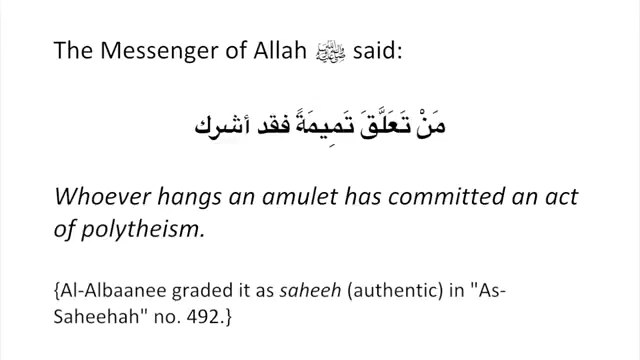 The Messenger of Allah ﷺ said:
مَنْ تَعَلَّقَ تَمِيمَةً فقد أشرك
Whoever hangs an amulet has committed an act
of polytheism.
{Al-Albaanee graded it as saheeh (authentic) in "As-
Saheehah" no. 492.}